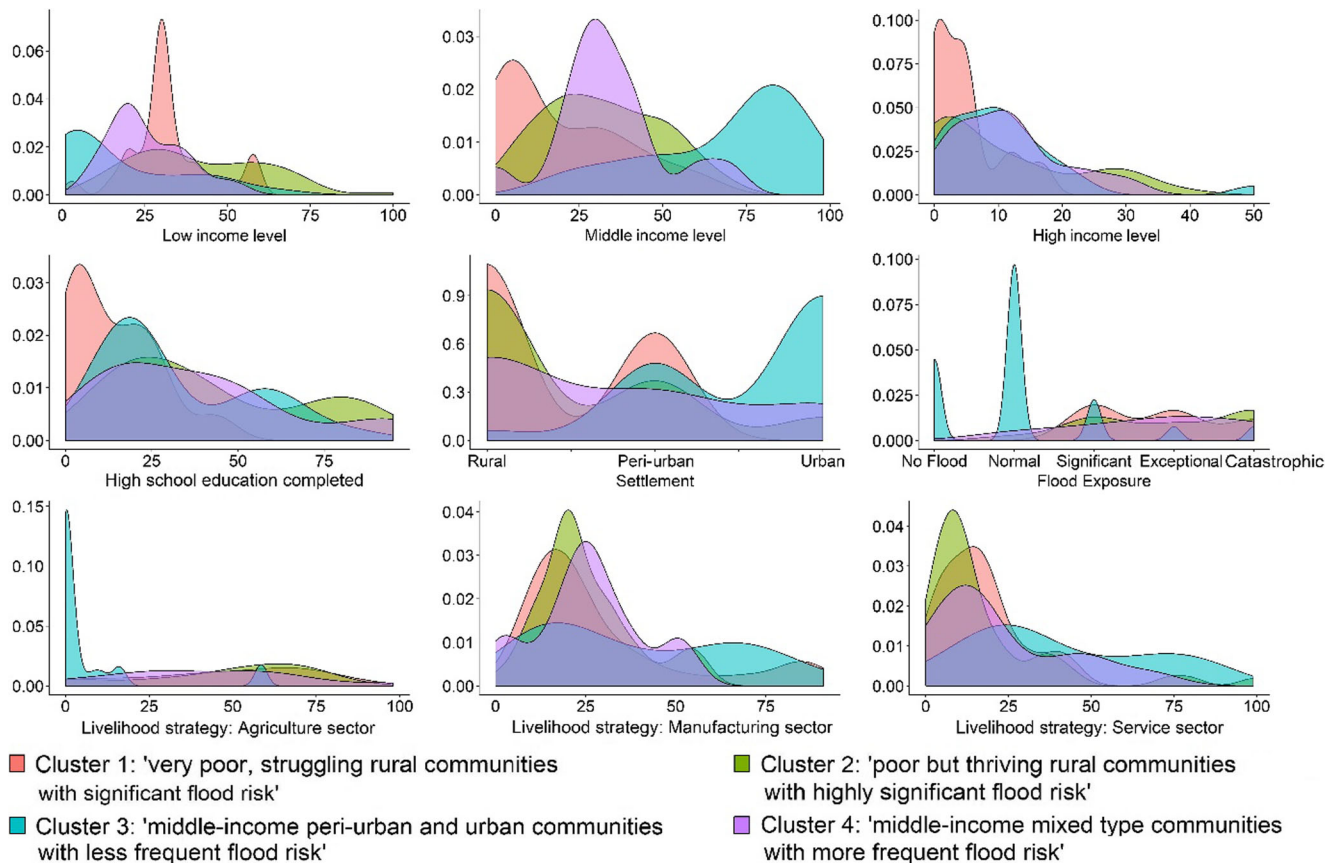 0.06
0.04
0.02
0.00
0 25 50 75 100
Low income level
0.03
0.02
0.01
0.00
0 25 50 75 100
Middle income level
0.100
0.075
0.050
0.025
0.000
0 10 20 30 40 50
High income level
0.03
0.02
0.01
0.00
0 25 50 75
High school education completed
0.9
0.6
0.3
0.0
Rural Peri-urban Urban
Settlement
0.100
0.075
0.050
0.025
0.000
No Flood Normal Significant Exceptional Catastrophic
Flood Exposure
0.15
0.10
0.05
0.00
0 25 50 75 100
Livelihood strategy: Agriculture sector
0.04
0.03
0.02
0.01
0.00
0 25 50 75
Livelihood strategy: Manufacturing sector
0.04
0.03
0.02
0.01
0.00
0 25 50 75 100
Livelihood strategy: Service sector
Cluster 1: 'very poor, struggling rural communities
with significant flood risk'
Cluster 2: 'poor but thriving rural communities
with highly significant flood risk'
Cluster 3: 'middle-income peri-urban and urban communities
with less frequent flood risk'
Cluster 4: 'middle-income mixed type communities
with more frequent flood risk'